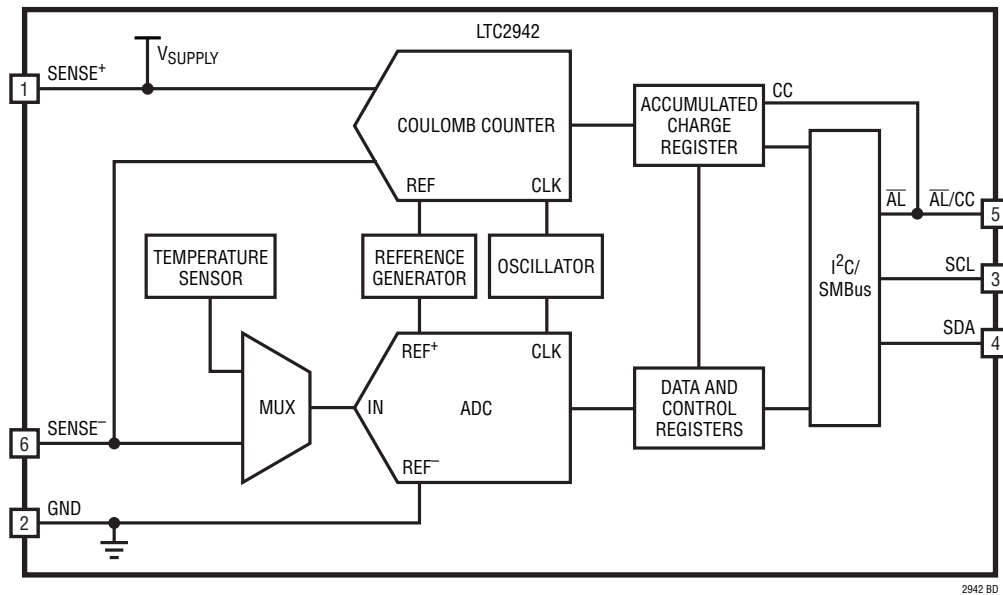 LTC2942
1
SENSE⁺
VSUPPLY
COULOMB COUNTER
REF
CLK
ACCUMULATED
CHARGE
REGISTER
CC
A̅L̅
A̅L̅/CC
5
TEMPERATURE
SENSOR
REFERENCE
GENERATOR
OSCILLATOR
I²C/
SMBus
SCL
3
SDA
4
REF⁺
CLK
MUX
IN
ADC
DATA AND
CONTROL
REGISTERS
6
SENSE⁻
REF⁻
2
GND
2942 BD